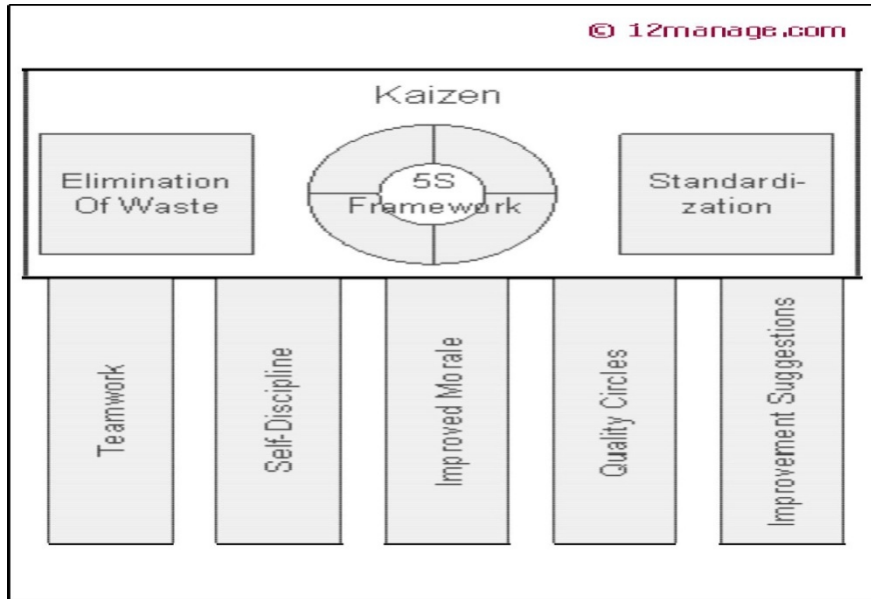 © 12manage.com
Kaizen
Elimination
Of Waste
5S
Framework
Standardi-
zation
Teamwork
Self-Discipline
Improved Morale
Quality Circles
Improvement Suggestions